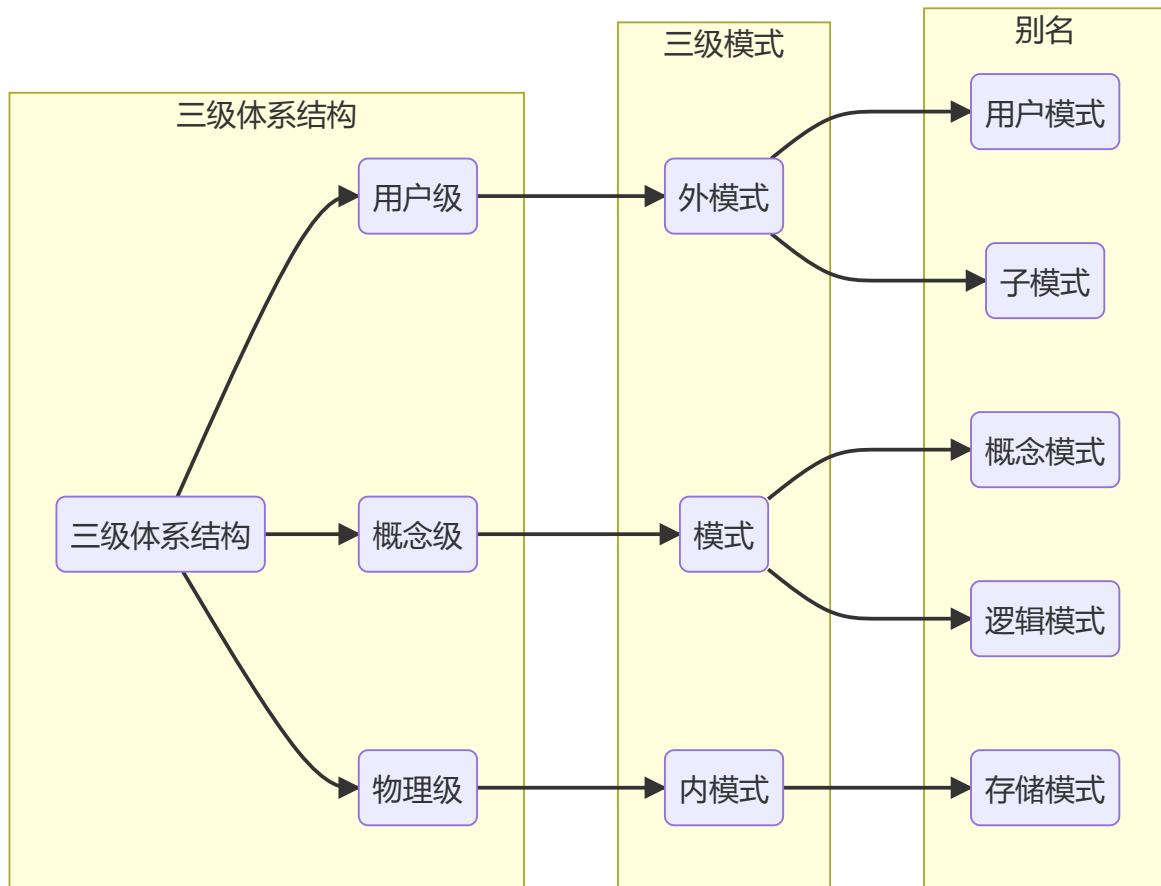 三级体系结构
三级体系结构
用户级
概念级
物理级
三级模式
外模式
模式
内模式
别名
用户模式
子模式
概念模式
逻辑模式
存储模式